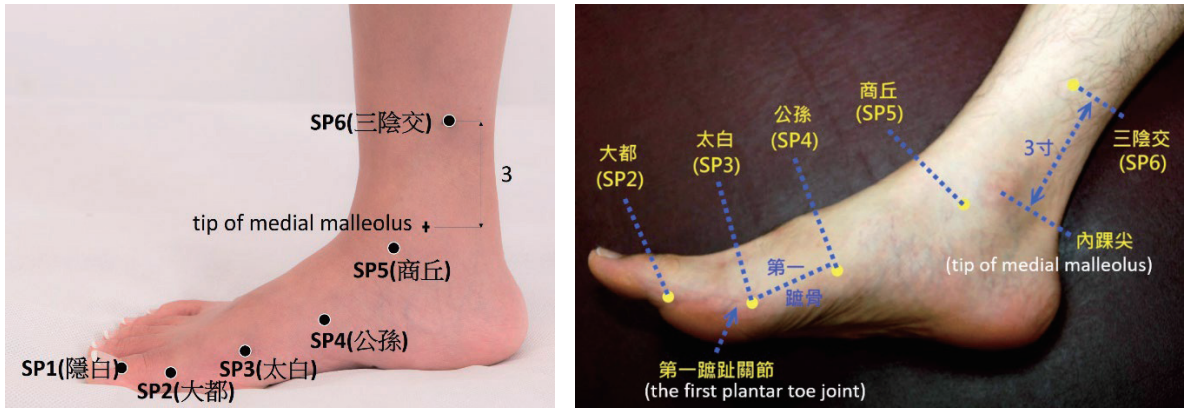 SP6(三陰交)
3
tip of medial malleolus
SP5(商丘)
SP4(公孫)
SP3(太白)
SP1(隱白)
SP2(大都)
大都
(SP2)
太白
(SP3)
公孫
(SP4)
商丘
(SP5)
3寸
三陰交
(SP6)
內踝尖
(tip of medial malleolus)
第一
蹠骨
第一蹠趾關節
(the first plantar toe joint)